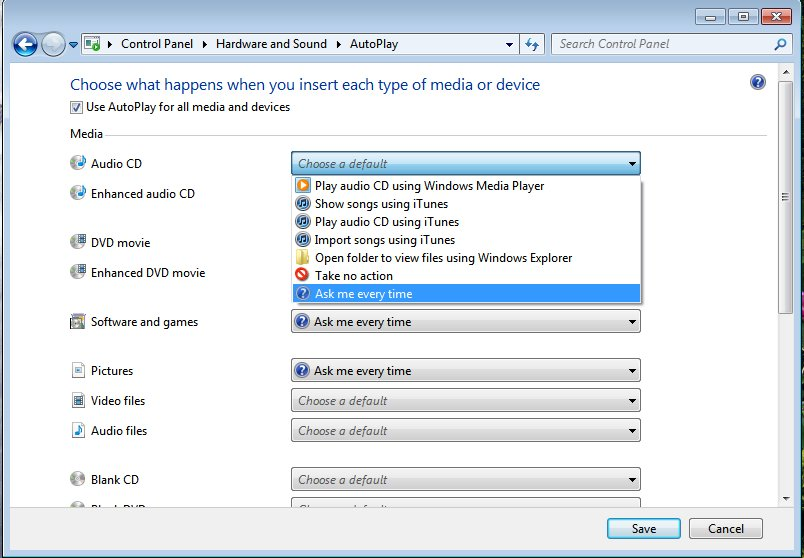 Control Panel Hardware and Sound AutoPlay Search Control Panel
Choose what happens when you insert each type of media or device
Use AutoPlay for all media and devices
Media
Audio CD Choose a default
Play audio CD using Windows Media Player
Enhanced audio CD
Show songs using iTunes
Play audio CD using iTunes
DVD movie
Import songs using iTunes
Open folder to view files using Windows Explorer
Enhanced DVD movie
Take no action
Ask me every time
Software and games Ask me every time
Pictures Ask me every time
Video files Choose a default
Audio files Choose a default
Blank CD Choose a default
Save Cancel